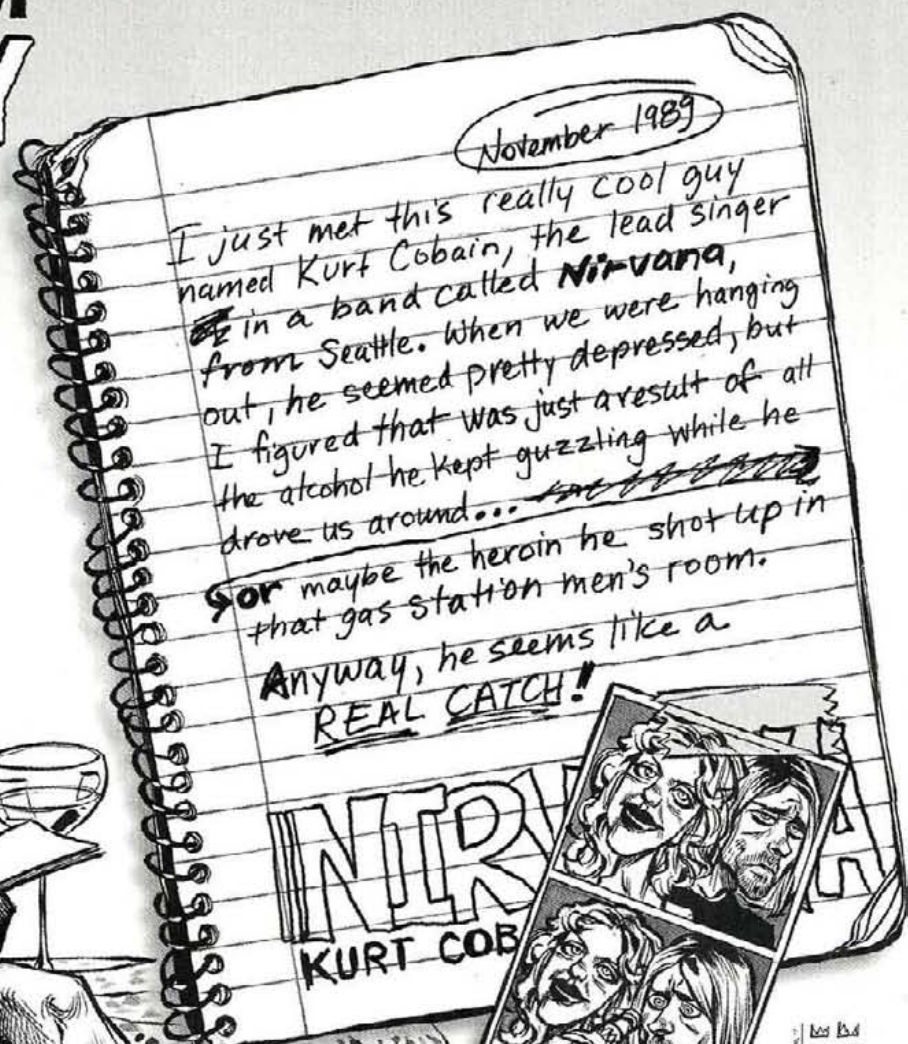 November 1989
I just met this really cool guy
named Kurt Cobain, the lead singer
in a band called Nirvana,
from Seattle. When we were hanging
out, he seemed pretty depressed, but
I figured that was just a result of all
the alcohol he kept guzzling while he
drove us around...
or maybe the heroin he shot up in
that gas station men's room.
Anyway, he seems like a
REAL CATCH!
NIRV A
KURT COB